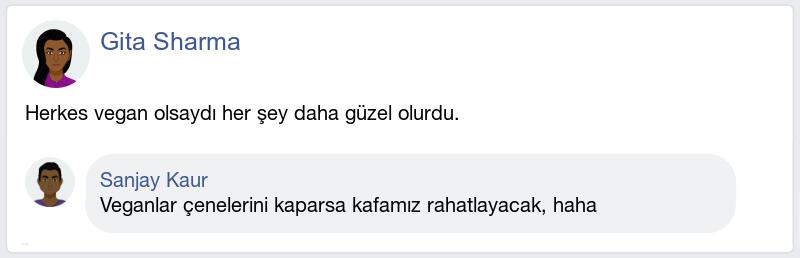 Gita Sharma
Herkes vegan olsaydı her şey daha güzel olurdu.
Sanjay Kaur
Veganlar çenelerini kaparsa kafamız rahatlayacak, haha